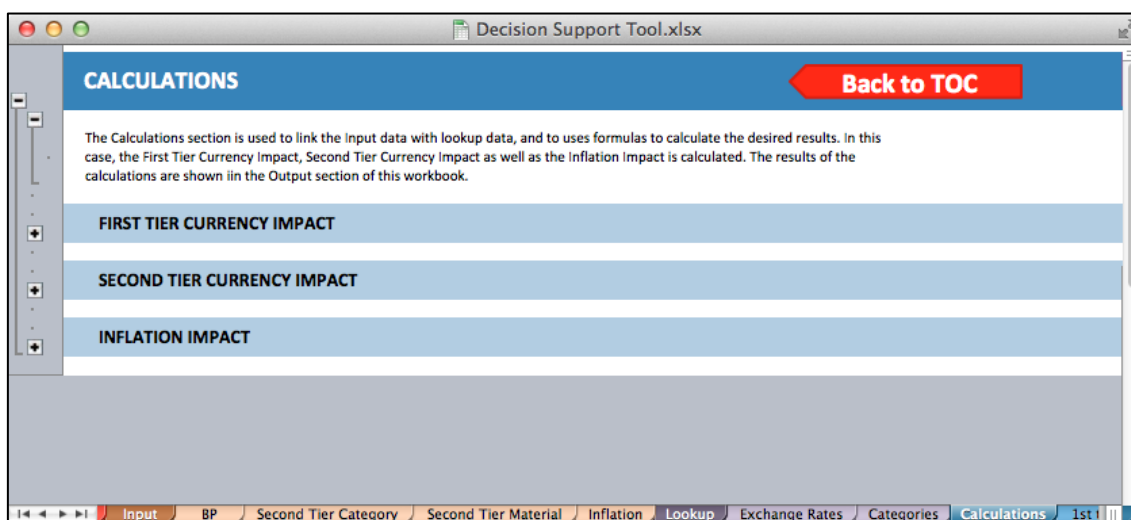 Decision Support Tool.xlsx
CALCULATIONS
Back to TOC
The Calculations section is used to link the Input data with lookup data, and to uses formulas to calculate the desired results. In this
case, the First Tier Currency Impact, Second Tier Currency Impact as well as the Inflation Impact is calculated. The results of the
calculations are shown iin the Output section of this workbook.
FIRST TIER CURRENCY IMPACT
SECOND TIER CURRENCY IMPACT
INFLATION IMPACT
Input BP Second Tier Category Second Tier Material Inflation Lookup Exchange Rates Categories Calculations 1st